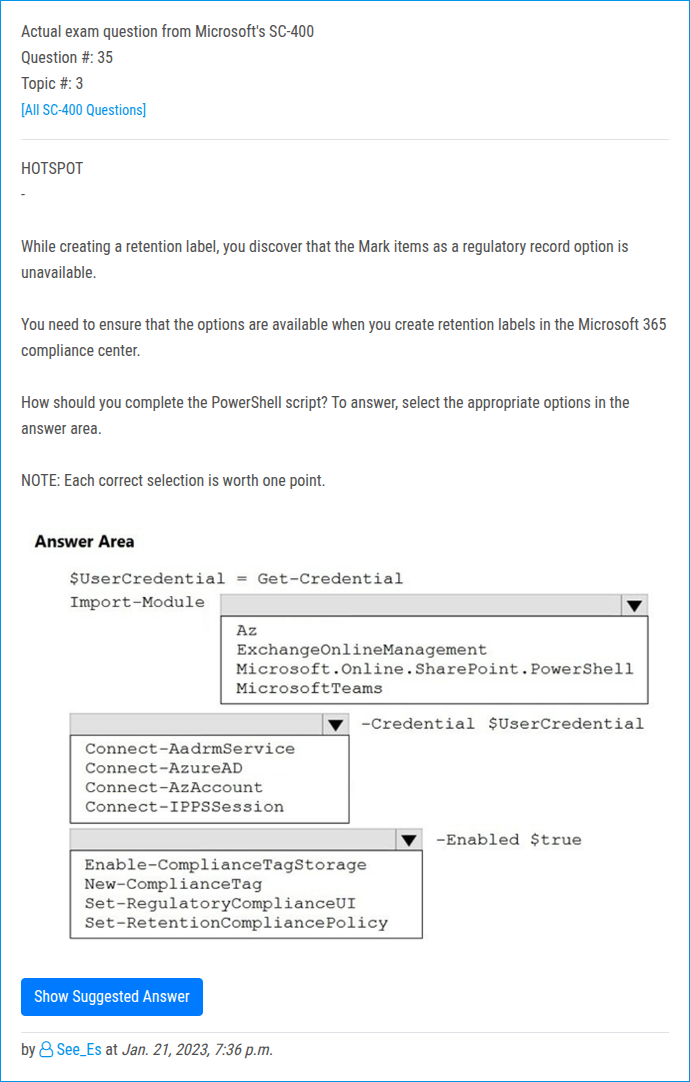 Actual exam question from Microsoft's SC-400
Question #: 35
Topic #: 3
[All SC-400 Questions]
HOTSPOT
-
While creating a retention label, you discover that the Mark items as a regulatory record option is
unavailable.
You need to ensure that the options are available when you create retention labels in the Microsoft 365
compliance center.
How should you complete the PowerShell script? To answer, select the appropriate options in the
answer area.
NOTE: Each correct selection is worth one point.
Answer Area
$UserCredential = Get-Credential
Import-Module
Az
ExchangeOnlineManagement
Microsoft.Online.SharePoint.PowerShell
MicrosoftTeams
-Credential $UserCredential
Connect-AadrmService
Connect-AzureAD
Connect-AzAccount
Connect-IPPSSession
-Enabled $true
Enable-ComplianceTagStorage
New-ComplianceTag
Set-RegulatoryComplianceUI
Set-RetentionCompliancePolicy
Show Suggested Answer
by See_Es at Jan. 21, 2023, 7:36 p.m.